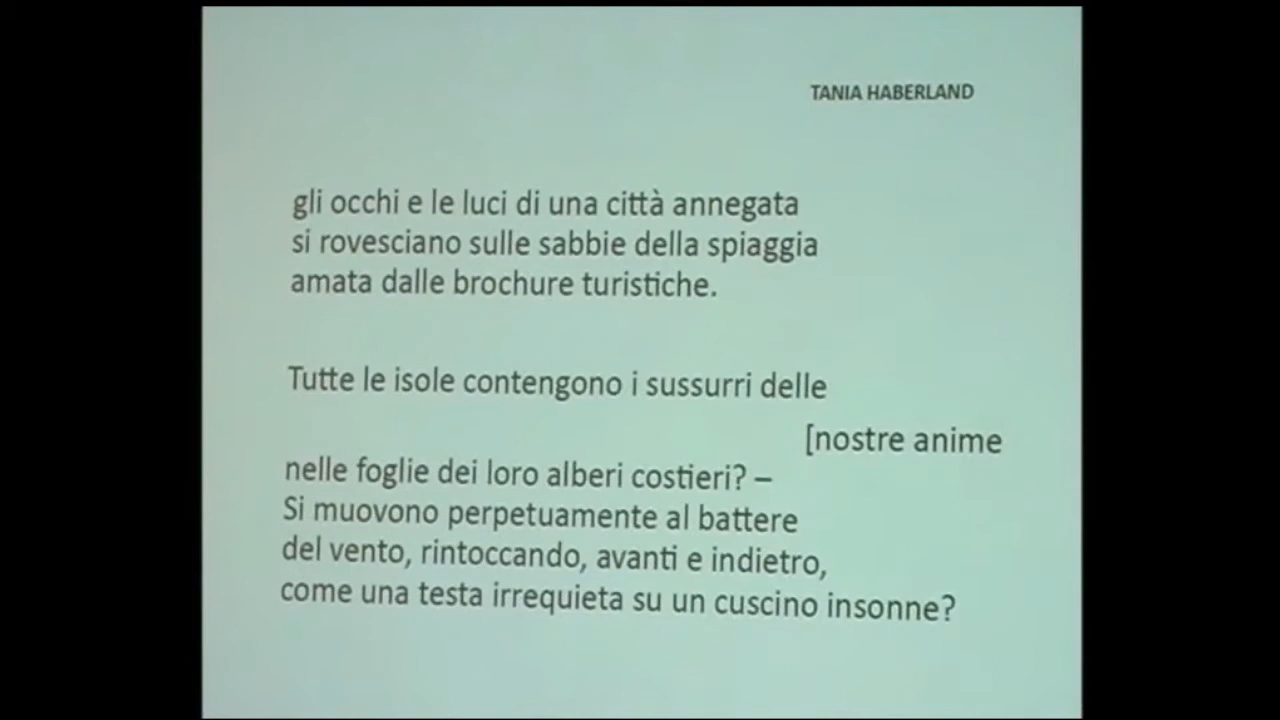 TANIA HABERLAND
gli occhi e le luci di una città annegata
si rovesciano sulle sabbie della spiaggia
amata dalle brochure turistiche.
Tutte le isole contengono i sussurri delle
[nostre anime
nelle foglie dei loro alberi costieri? –
Si muovono perpetuamente al battere
del vento, rintoccando, avanti e indietro,
come una testa irrequieta su un cuscino insonne?